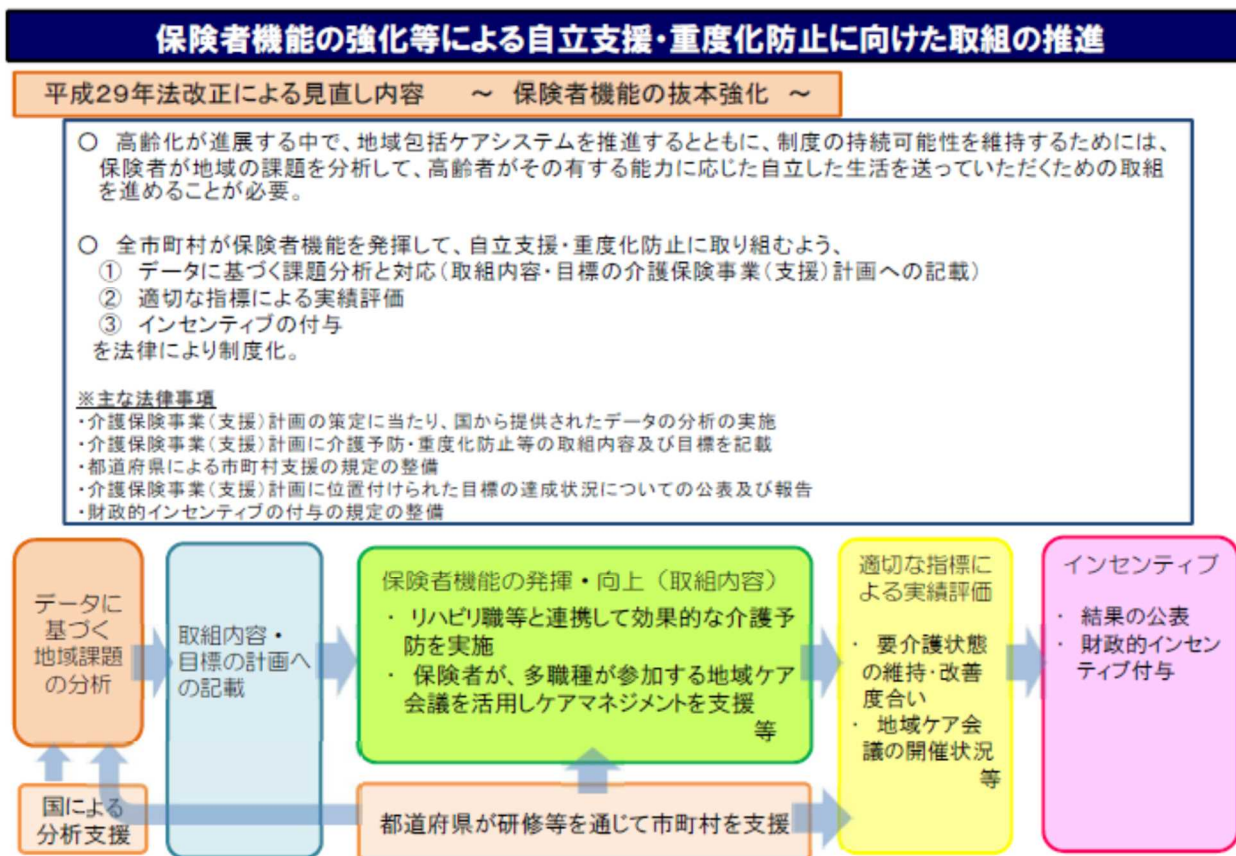 保険者機能の強化等による自立支援・重度化防止に向けた取組の推進
平成29年法改正による見直し内容　～　保険者機能の抜本強化　～
○　高齢化が進展する中で、地域包括ケアシステムを推進するとともに、制度の持続可能性を維持するためには、
保険者が地域の課題を分析して、高齢者がその有する能力に応じた自立した生活を送っていただくための取組
を進めることが必要。
○　全市町村が保険者機能を発揮して、自立支援・重度化防止に取り組むよう、
①　データに基づく課題分析と対応（取組内容・目標の介護保険事業（支援）計画への記載）
②　適切な指標による実績評価
③　インセンティブの付与
を法律により制度化。
※主な法律事項
・介護保険事業（支援）計画の策定に当たり、国から提供されたデータの分析の実施
・介護保険事業（支援）計画に介護予防・重度化防止等の取組内容及び目標を記載
・都道府県による市町村支援の規定の整備
・介護保険事業（支援）計画に位置付けられた目標の達成状況についての公表及び報告
・財政的インセンティブの付与の規定の整備
データに
基づく
地域課題
の分析
取組内容・
目標の計画へ
の記載
保険者機能の発揮・向上（取組内容）
・　リハビリ職等と連携して効果的な介護予
防を実施
・　保険者が、多職種が参加する地域ケア
会議を活用しケアマネジメントを支援
等
適切な指標に
よる実績評価
・　要介護状態
の維持・改善
度合い
・　地域ケア会
議の開催状況
等
インセンティブ
・　結果の公表
・　財政的インセン
ティブ付与
国による
分析支援
都道府県が研修等を通じて市町村を支援